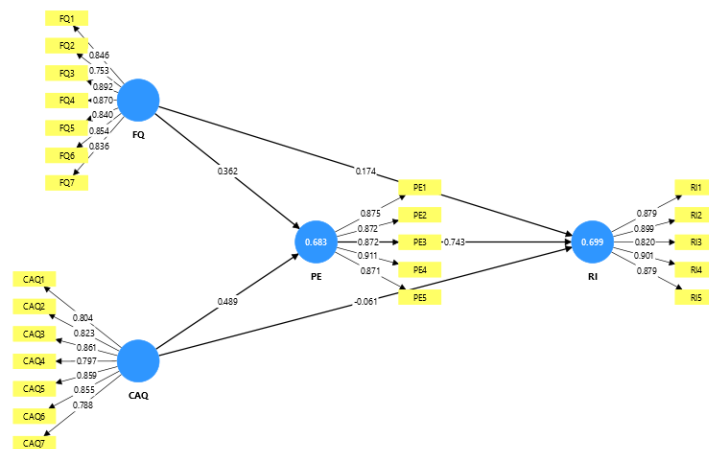 FQ1
FQ2
FQ3
FQ4
FQ5
FQ6
FQ7
0.846
0.753
0.892
0.870
0.840
0.854
0.836
FQ
0.362
0.174
PE1
PE2
PE3
PE4
PE5
0.875
0.872
0.872
0.911
0.871
0.683
PE
-0.743
0.699
RI
0.879
0.899
0.820
0.901
0.879
RI1
RI2
RI3
RI4
RI5
0.489
-0.061
CAQ1
CAQ2
CAQ3
CAQ4
CAQ5
CAQ6
CAQ7
0.804
0.823
0.861
0.797
0.859
0.855
0.788
CAQ